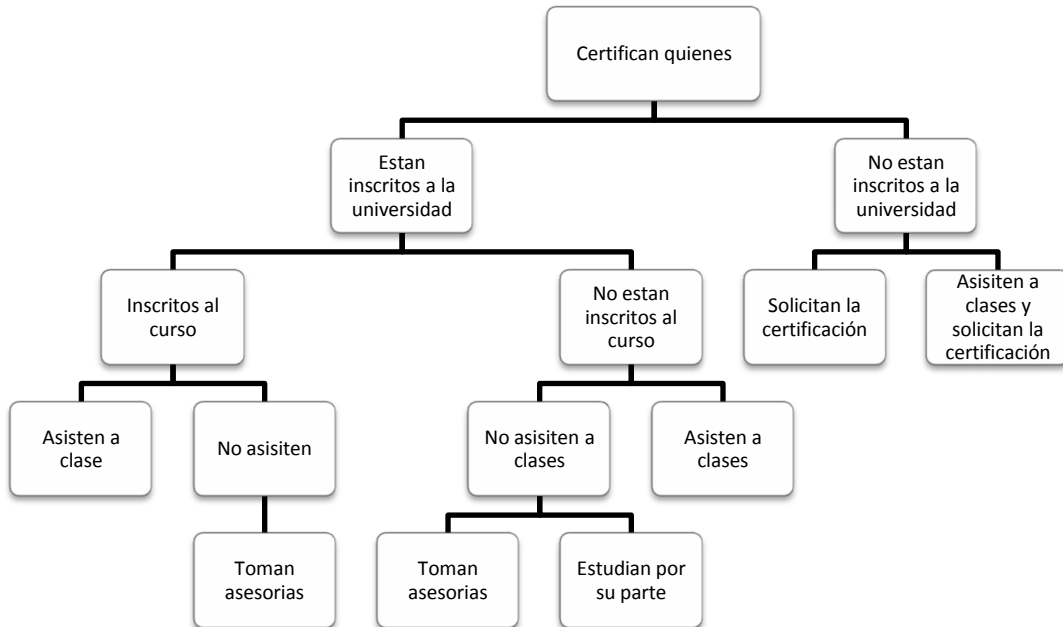 Certifican quienes
Estan
inscritos a la
universidad
No estan
inscritos a la
universidad
Inscritos al
curso
No estan
inscritos al
curso
Solicitan la
certificación
Asisiten a
clases y
solicitan la
certificación
Asisten a
clase
No asisiten
No asisiten a
clases
Asisten a
clases
Toman
asesorias
Toman
asesorias
Estudian por
su parte